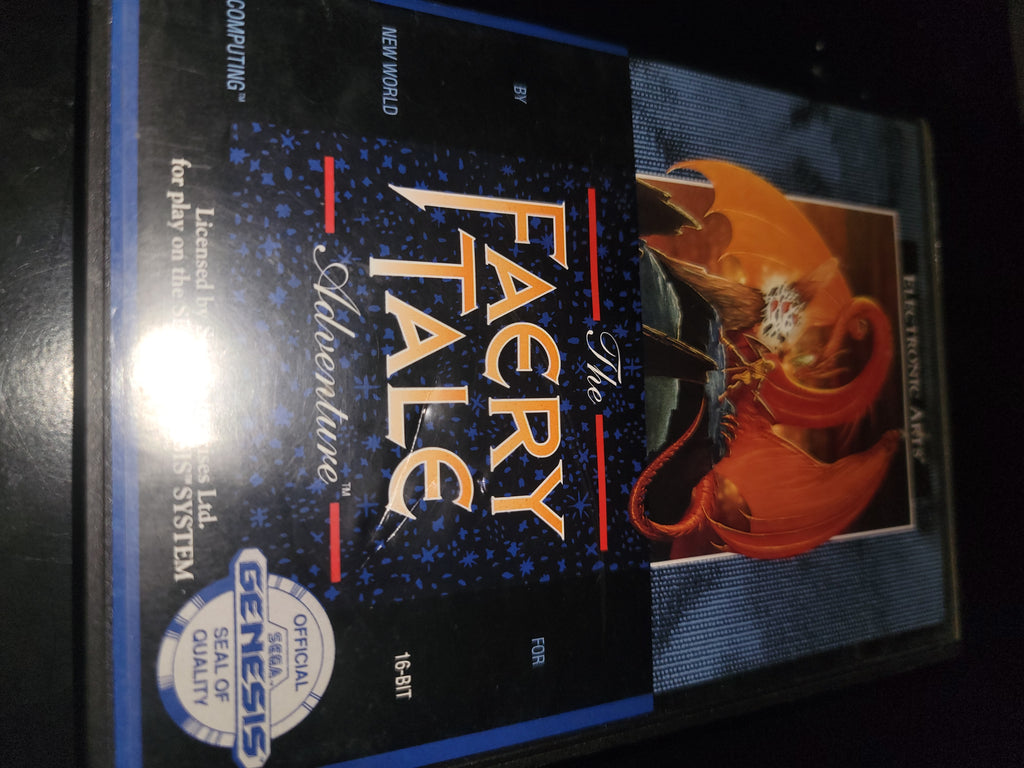 ELECTRONIC ARTS
The
FAERY
TALE
Adventure™
BY
NEW WORLD
COMPUTING™
FOR
16-BIT
Licensed by Ltd.
for play on the SYSTEM
OFFICIAL
SEGA
GENESIS
SEAL OF
QUALITY